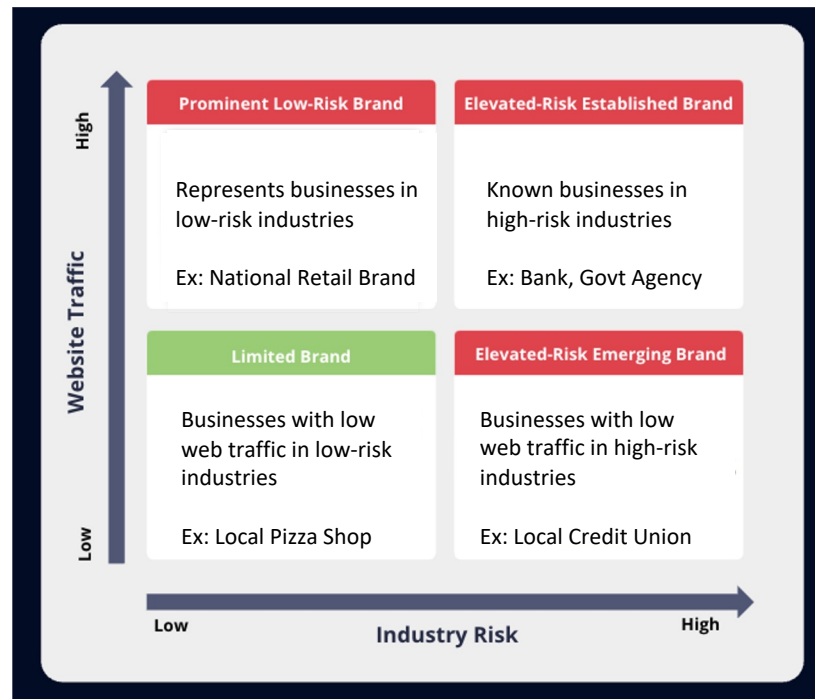 High
Website Traffic
Low
Prominent Low-Risk Brand
Represents businesses in
low-risk industries
Ex: National Retail Brand
Elevated-Risk Established Brand
Known businesses in
high-risk industries
Ex: Bank, Govt Agency
Limited Brand
Businesses with low
web traffic in low-risk
industries
Ex: Local Pizza Shop
Elevated-Risk Emerging Brand
Businesses with low
web traffic in high-risk
industries
Ex: Local Credit Union
Low
Industry Risk
High